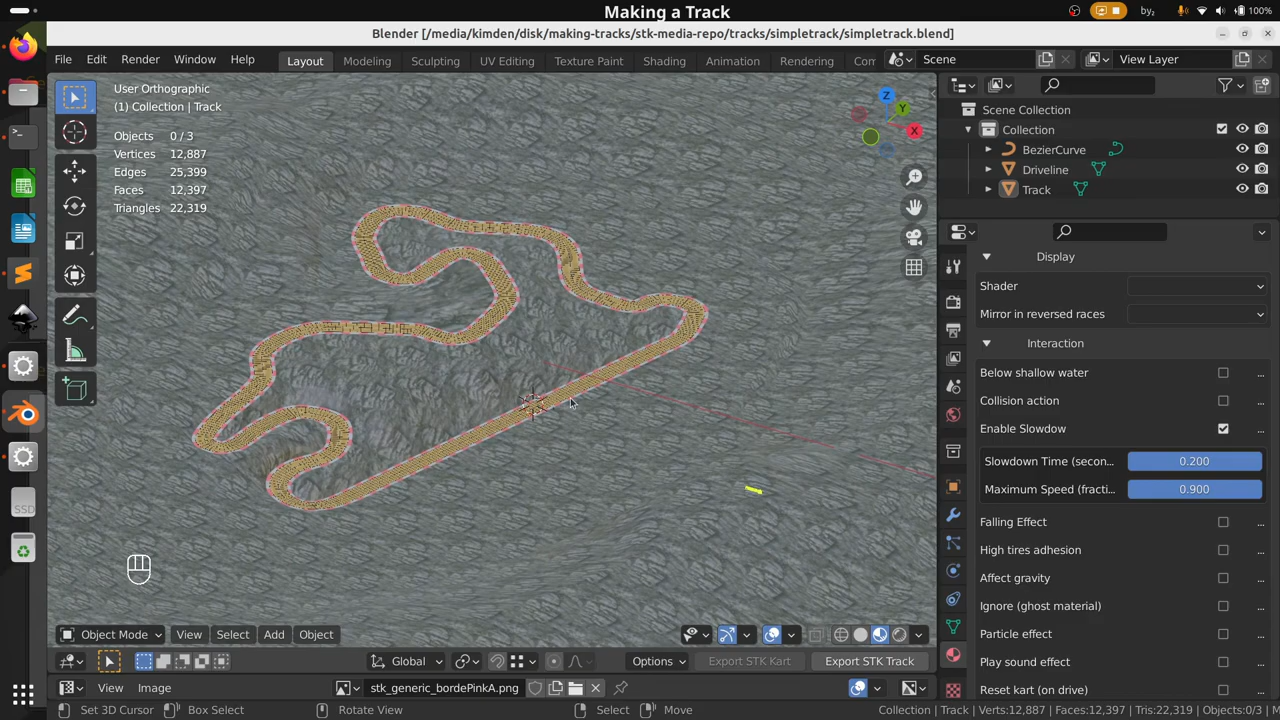 Making a Track
by₂
100%
Blender [/media/kimden/disk/making-tracks/stk-media-repo/tracks/simpletrack/simpletrack.blend]
File Edit Render Window Help Layout Modeling Sculpting UV Editing Texture Paint Shading Animation Rendering Com Scene View Layer
User Orthographic
(1) Collection | Track
Objects 0 / 3
Vertices 12,887
Edges 25,399
Faces 12,397
Triangles 22,319
Z
Y
X
Scene Collection
Collection
BezierCurve
Driveline
Track
Display
Shader
Mirror in reversed races
Interaction
Below shallow water ...
Collision action ...
Enable Slowdow ...
Slowdown Time (secon... 0.200
Maximum Speed (fracti... 0.900
Falling Effect ...
High tires adhesion ...
Affect gravity ...
Ignore (ghost material) ...
Particle effect ...
Play sound effect ...
Reset kart (on drive) ...
SSD
Object Mode View Select Add Object
Global Options Export STK Kart Export STK Track
View Image stk_generic_bordePinkA.png
Set 3D Cursor Box Select Rotate View Select Move Collection | Track | Verts:12,887 | Faces:12,397 | Tris:22,319 | Objects:0/3 | M